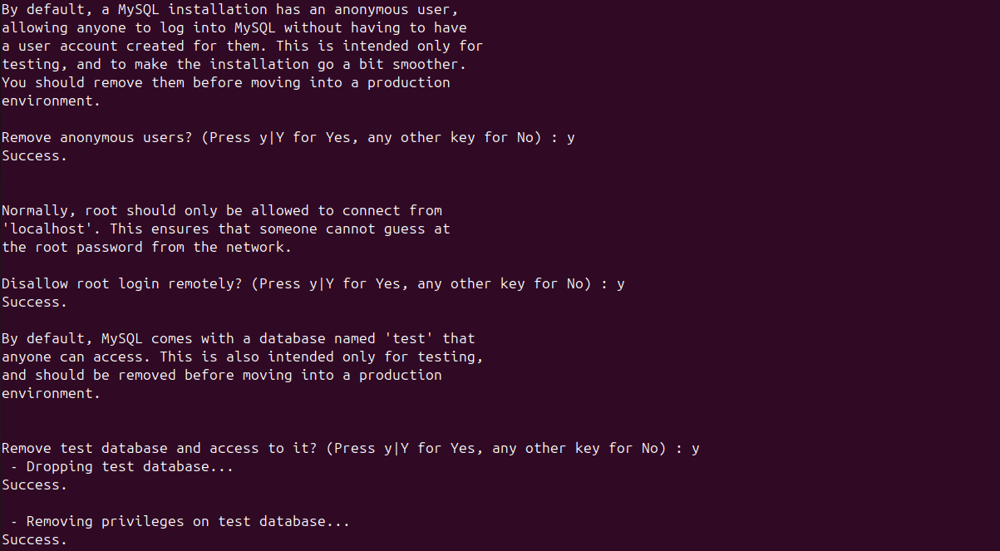 By default, a MySQL installation has an anonymous user,
allowing anyone to log into MySQL without having to have
a user account created for them. This is intended only for
testing, and to make the installation go a bit smoother.
You should remove them before moving into a production
environment.

Remove anonymous users? (Press y|Y for Yes, any other key for No) : y
Success.

Normally, root should only be allowed to connect from
'localhost'. This ensures that someone cannot guess at
the root password from the network.

Disallow root login remotely? (Press y|Y for Yes, any other key for No) : y
Success.

By default, MySQL comes with a database named 'test' that
anyone can access. This is also intended only for testing,
and should be removed before moving into a production
environment.

Remove test database and access to it? (Press y|Y for Yes, any other key for No) : y
 - Dropping test database...
Success.

 - Removing privileges on test database...
Success.